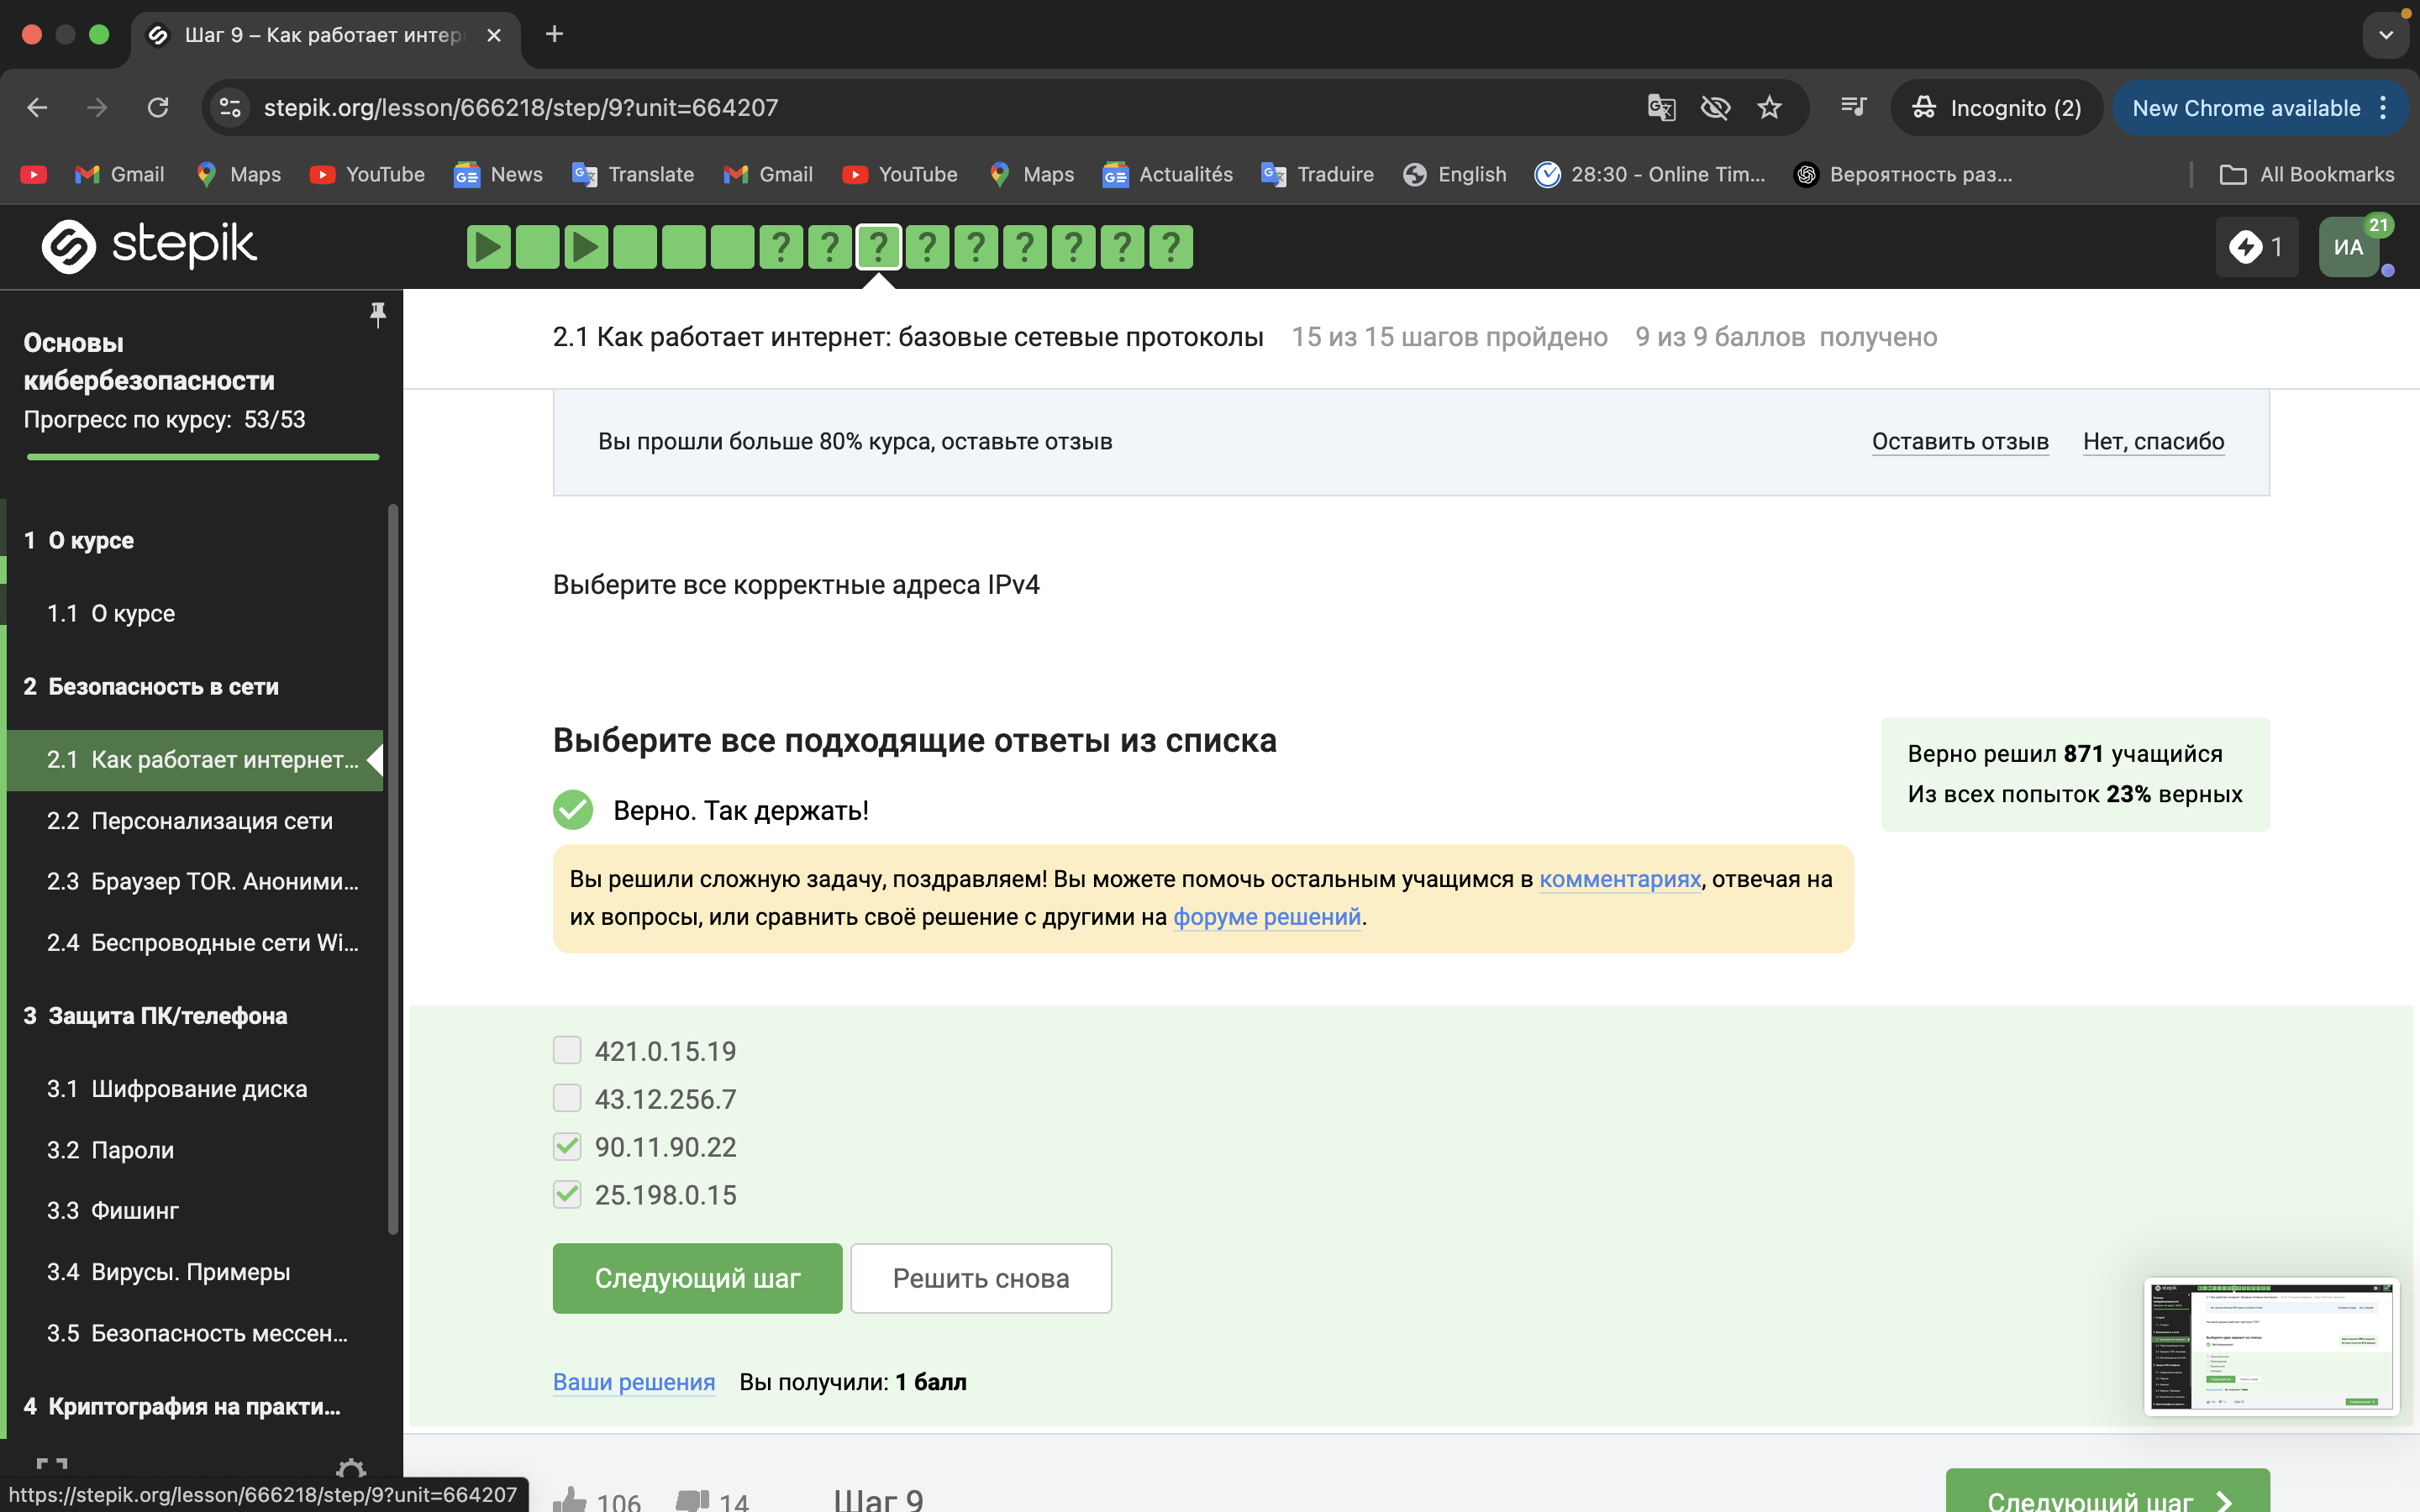 Шаг 9 – Как работает интер
stepik.org/lesson/666218/step/9?unit=664207
Incognito (2)
New Chrome available
Gmail
Maps
YouTube
News
Translate
Gmail
YouTube
Maps
Actualités
Traduire
English
28:30 - Online Tim...
Вероятность раз...
All Bookmarks
stepik
? ? ? ? ? ? ? ? ?
1
ИА
21
Основы
кибербезопасности
Прогресс по курсу: 53/53
1 О курсе
1.1 О курсе
2 Безопасность в сети
2.1 Как работает интернет...
2.2 Персонализация сети
2.3 Браузер TOR. Аноними...
2.4 Беспроводные сети Wi...
3 Защита ПК/телефона
3.1 Шифрование диска
3.2 Пароли
3.3 Фишинг
3.4 Вирусы. Примеры
3.5 Безопасность мессен...
4 Криптография на практи...
https://stepik.org/lesson/666218/step/9?unit=664207
2.1 Как работает интернет: базовые сетевые протоколы 15 из 15 шагов пройдено 9 из 9 баллов получено
Вы прошли больше 80% курса, оставьте отзыв
Оставить отзыв
Нет, спасибо
Выберите все корректные адреса IPv4
Выберите все подходящие ответы из списка
Верно решил 871 учащийся
Из всех попыток 23% верных
Верно. Так держать!
Вы решили сложную задачу, поздравляем! Вы можете помочь остальным учащимся в комментариях, отвечая на
их вопросы, или сравнить своё решение с другими на форуме решений.
421.0.15.19
43.12.256.7
90.11.90.22
25.198.0.15
Следующий шаг
Решить снова
Ваши решения
Вы получили: 1 балл
106
14
Шаг 9
Следующий шаг